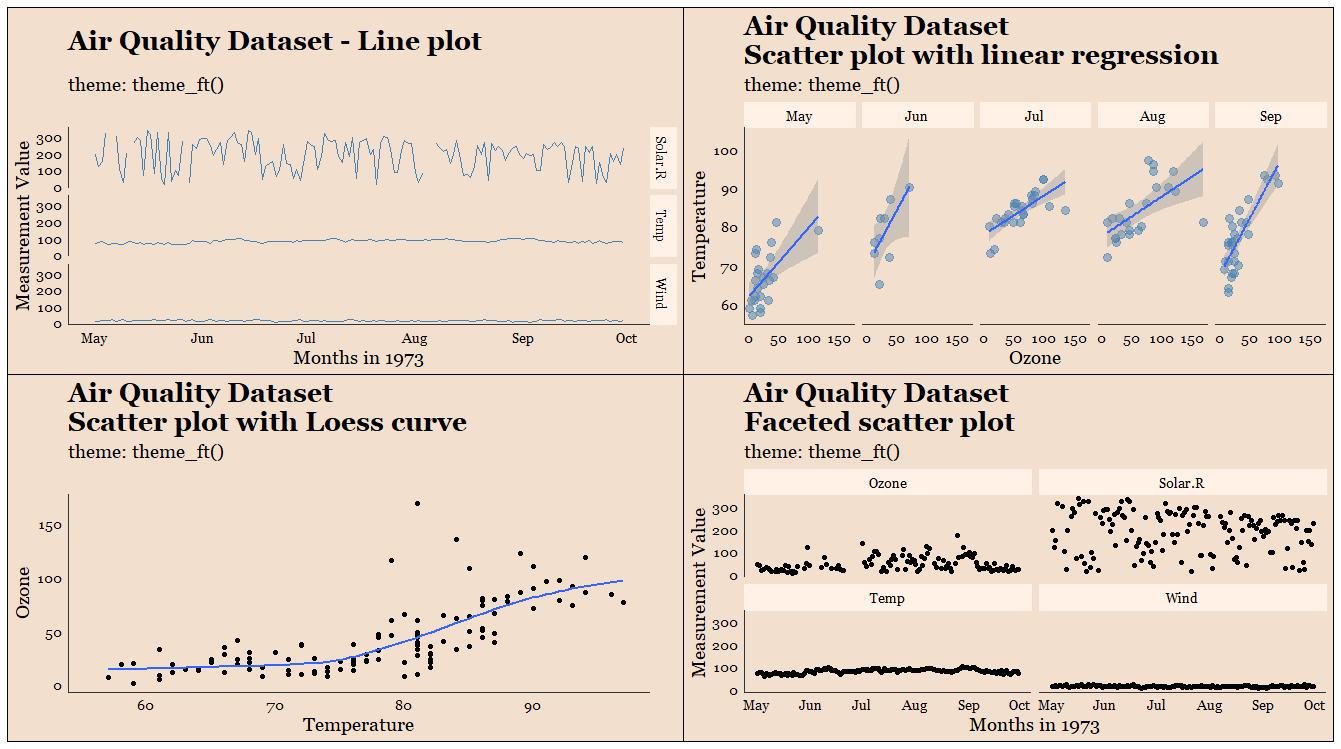 Air Quality Dataset - Line plot
theme: theme_ft()
Measurement Value
300
200
100
0
Solar.R
300
200
100
0
Temp
300
200
100
0
Wind
May Jun Jul Aug Sep Oct
Months in 1973
Air Quality Dataset
Scatter plot with linear regression
theme: theme_ft()
May Jun Jul Aug Sep
Temperature
100
90
80
70
60
0 50 100 150 0 50 100 150 0 50 100 150 0 50 100 150 0 50 100 150
Ozone
Air Quality Dataset
Scatter plot with Loess curve
theme: theme_ft()
Ozone
150
100
50
0
60 70 80 90
Temperature
Air Quality Dataset
Faceted scatter plot
theme: theme_ft()
Ozone Solar.R
Measurement Value
300
200
100
0
Temp Wind
300
200
100
0
May Jun Jul Aug Sep Oct May Jun Jul Aug Sep Oct
Months in 1973